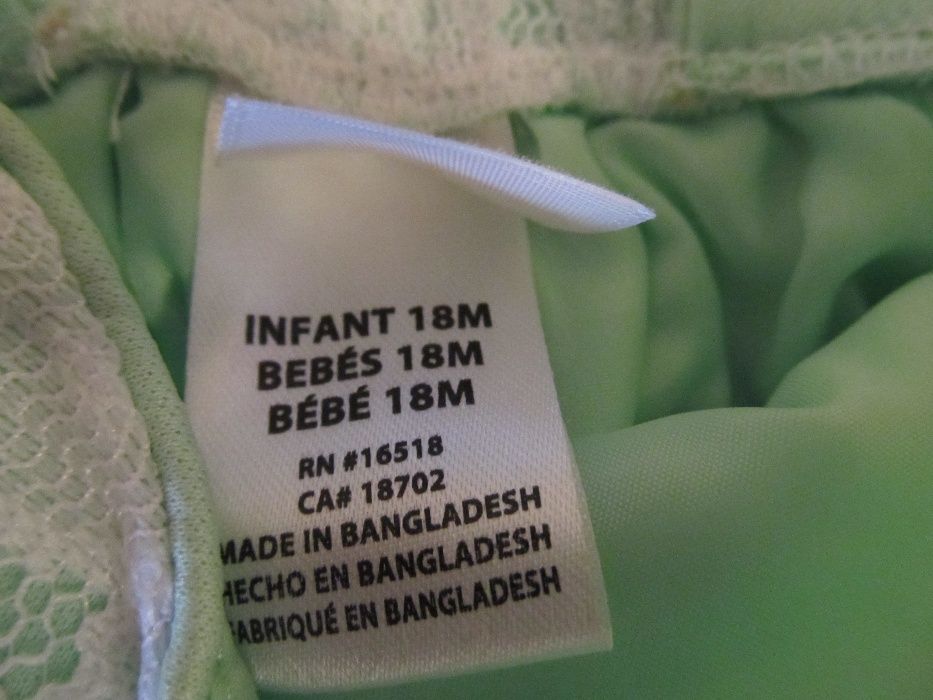 INFANT 18M
BEBÉS 18M
BÉBÉ 18M
RN #16518
CA# 18702
MADE IN BANGLADESH
HECHO EN BANGLADESH
FABRIQUÉ EN BANGLADESH